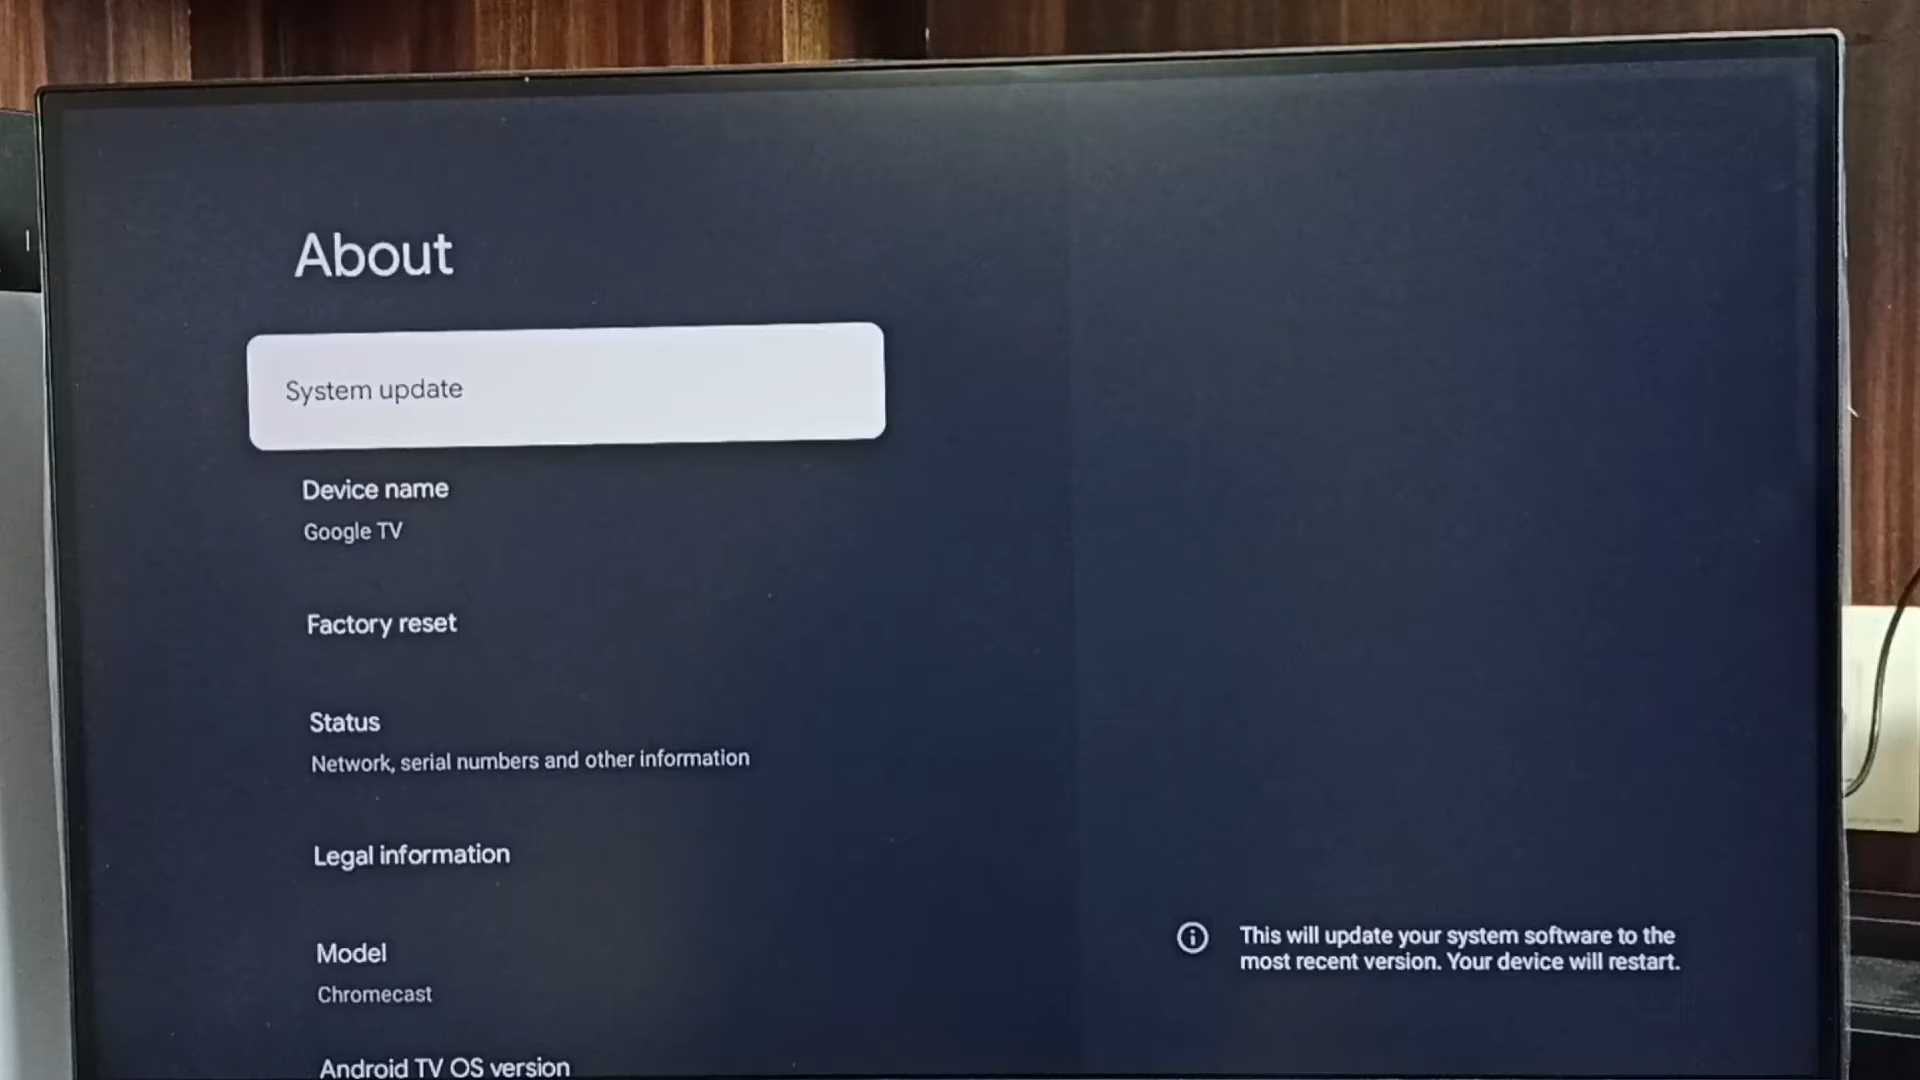 About
System update
Device name
Google TV
Factory reset
Status
Network, serial numbers and other information
Legal information
Model
Chromecast
Android TV OS version
This will update your system software to the
most recent version. Your device will restart.